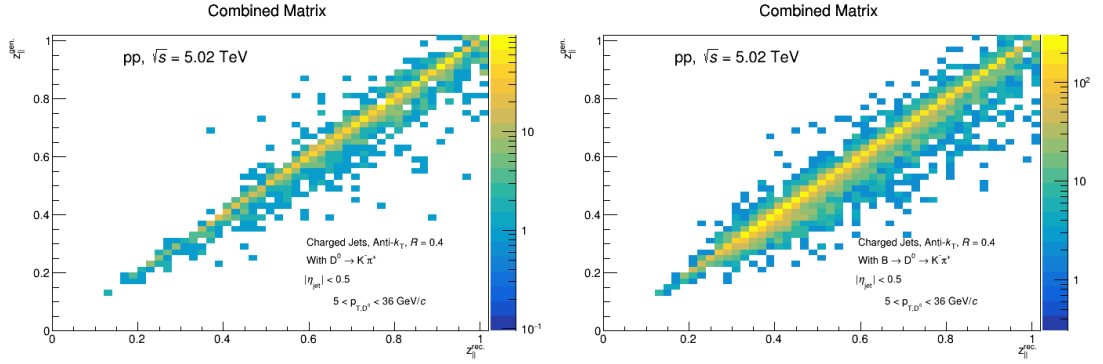 Combined Matrix
z||^gen.
pp, √s = 5.02 TeV
1
0.8
0.6
0.4
0.2
0
Charged Jets, Anti-kT, R = 0.4
With D⁰ → K⁻π⁺
|ηjet| < 0.5
5 < pT,D⁰ < 36 GeV/c
0 0.2 0.4 0.6 0.8 1
z||^rec.
10
1
10⁻¹
Combined Matrix
z||^gen.
pp, √s = 5.02 TeV
1
0.8
0.6
0.4
0.2
0
Charged Jets, Anti-kT, R = 0.4
With B → D⁰ → K⁻π⁺
|ηjet| < 0.5
5 < pT,D⁰ < 36 GeV/c
0 0.2 0.4 0.6 0.8 1
z||^rec.
10²
10
1